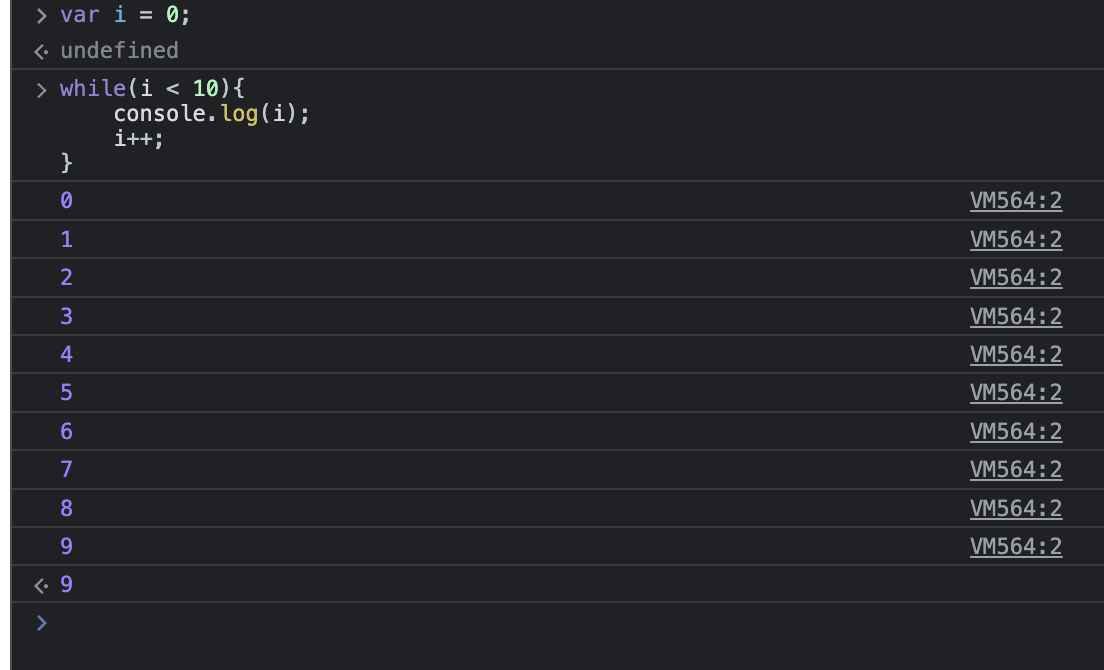 > var i = 0;
<· undefined
> while(i < 10){
    console.log(i);
    i++;
}
0 VM564:2
1 VM564:2
2 VM564:2
3 VM564:2
4 VM564:2
5 VM564:2
6 VM564:2
7 VM564:2
8 VM564:2
9 VM564:2
<· 9
>